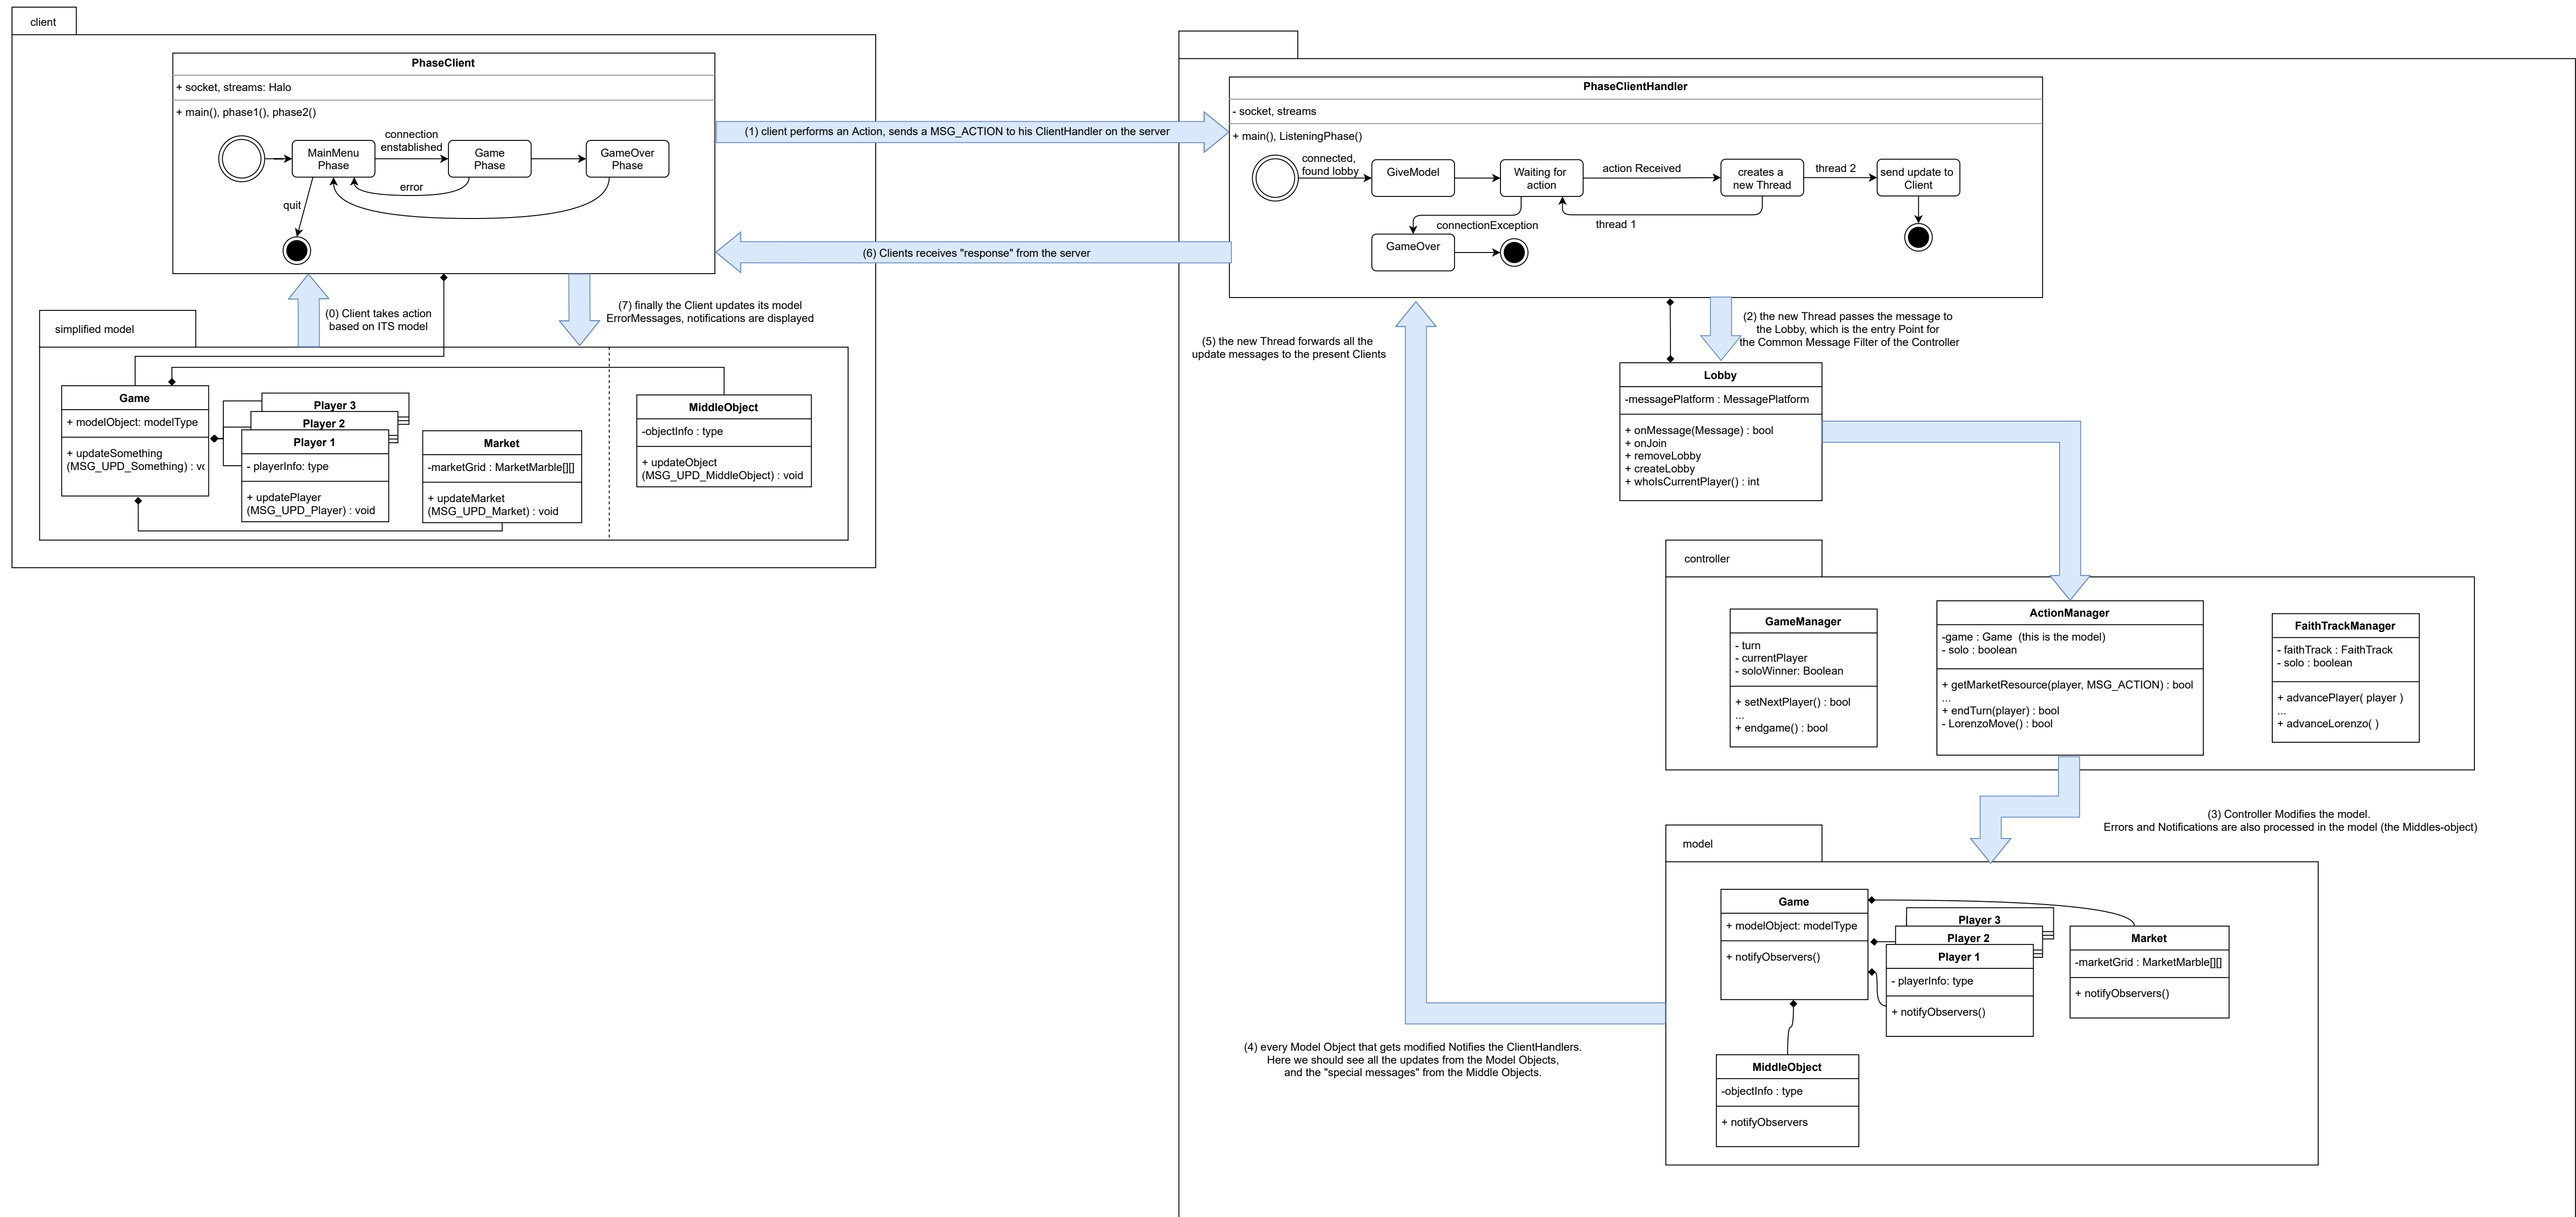 client
PhaseClient
+ socket, streams: Halo
+ main(), phase1(), phase2()
MainMenu
Phase
connection
enstablished
Game
Phase
GameOver
Phase
error
quit
(0) Client takes action
based on ITS model
(7) finally the Client updates its model
ErrorMessages, notifications are displayed
simplified model
Game
+ modelObject: modelType
+ updateSomething
(MSG_UPD_Something) : vo
Player 3
Player 2
Player 1
- playerInfo: type
+ updatePlayer
(MSG_UPD_Player) : void
Market
-marketGrid : MarketMarble[][]
+ updateMarket
(MSG_UPD_Market) : void
MiddleObject
-objectInfo : type
+ updateObject
(MSG_UPD_MiddleObject) : void
(1) client performs an Action, sends a MSG_ACTION to his ClientHandler on the server
(6) Clients receives "response" from the server
PhaseClientHandler
- socket, streams
+ main(), ListeningPhase()
connected,
found lobby
GiveModel
Waiting for
action
action Received
creates a
new Thread
thread 2
send update to
Client
thread 1
connectionException
GameOver
(2) the new Thread passes the message to
the Lobby, which is the entry Point for
the Common Message Filter of the Controller
(5) the new Thread forwards all the
update messages to the present Clients
Lobby
-messagePlatform : MessagePlatform
+ onMessage(Message) : bool
+ onJoin
+ removeLobby
+ createLobby
+ whoIsCurrentPlayer() : int
controller
GameManager
- turn
- currentPlayer
- soloWinner: Boolean
+ setNextPlayer() : bool
...
+ endgame() : bool
ActionManager
-game : Game  (this is the model)
- solo : boolean
+ getMarketResource(player, MSG_ACTION) : bool
...
+ endTurn(player) : bool
- LorenzoMove() : bool
FaithTrackManager
- faithTrack : FaithTrack
- solo : boolean
+ advancePlayer( player )
...
+ advanceLorenzo( )
(3) Controller Modifies the model.
Errors and Notifications are also processed in the model (the Middles-object)
model
Game
+ modelObject: modelType
+ notifyObservers()
Player 3
Player 2
Player 1
- playerInfo: type
+ notifyObservers()
Market
-marketGrid : MarketMarble[][]
+ notifyObservers()
(4) every Model Object that gets modified Notifies the ClientHandlers.
Here we should see all the updates from the Model Objects,
and the "special messages" from the Middle Objects.
MiddleObject
-objectInfo : type
+ notifyObservers